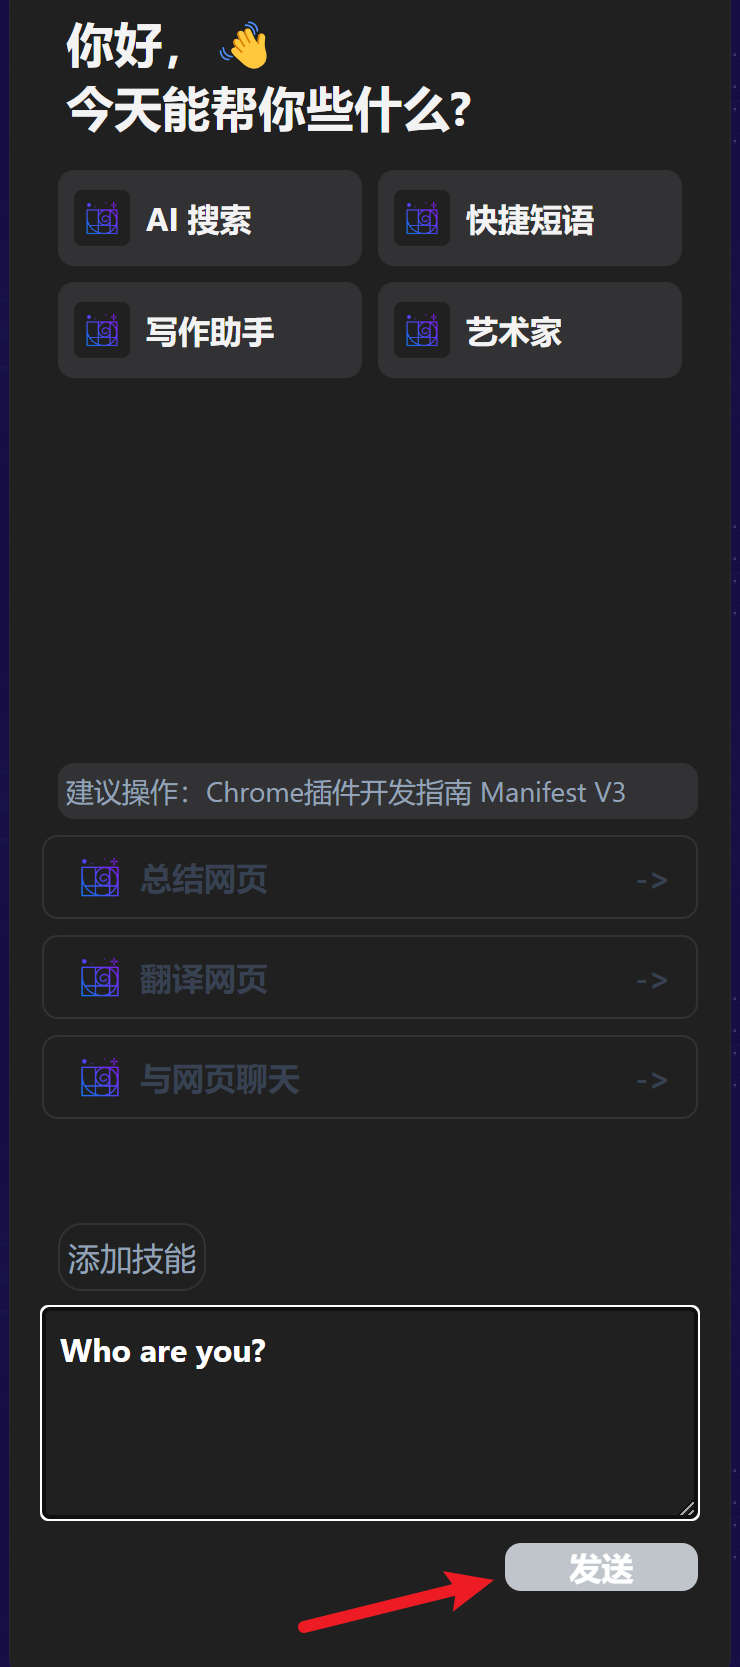 你好，👋
今天能帮你些什么?
AI 搜索
快捷短语
写作助手
艺术家
建议操作：Chrome插件开发指南 Manifest V3
总结网页 ->
翻译网页 ->
与网页聊天 ->
添加技能
Who are you?
发送